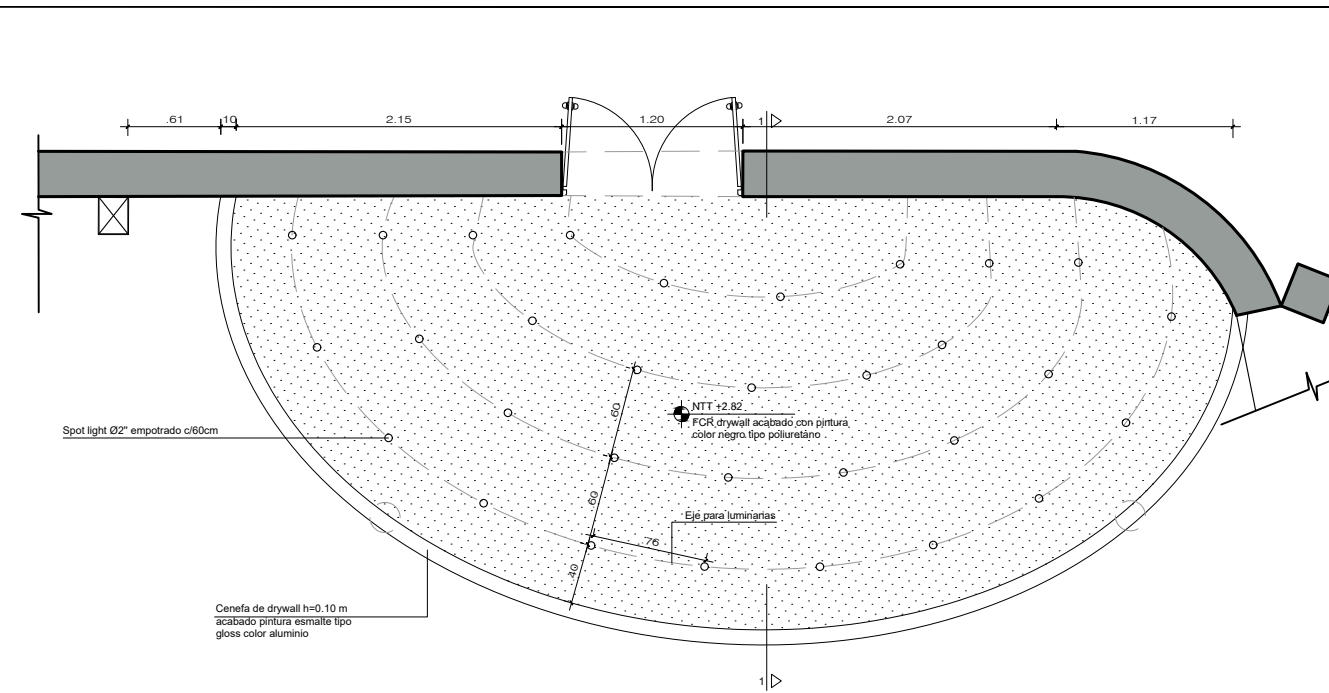 .61
.10
2.15
1.20
1
2.07
1.17
NTT +2.82
FCR drywall acabado con pintura
color negro tipo poliuretano
60
Spot light Ø2" empotrado c/60cm
60
Eje para luminarias
.76
40
Cenefa de drywall h=0.10 m
acabado pintura esmalte tipo
gloss color aluminio
1